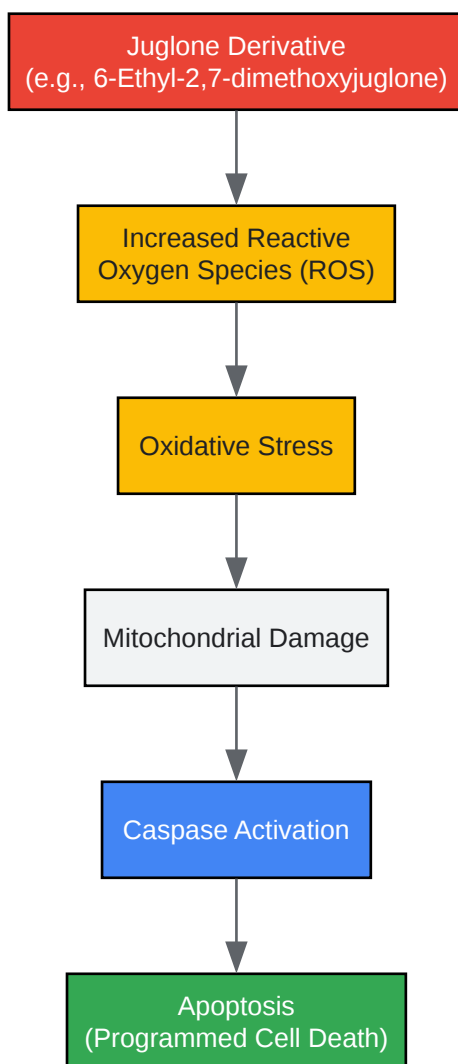 Juglone Derivative
(e.g., 6-Ethyl-2,7-dimethoxyjuglone)
Increased Reactive
Oxygen Species (ROS)
Oxidative Stress
Mitochondrial Damage
Caspase Activation
Apoptosis
(Programmed Cell Death)